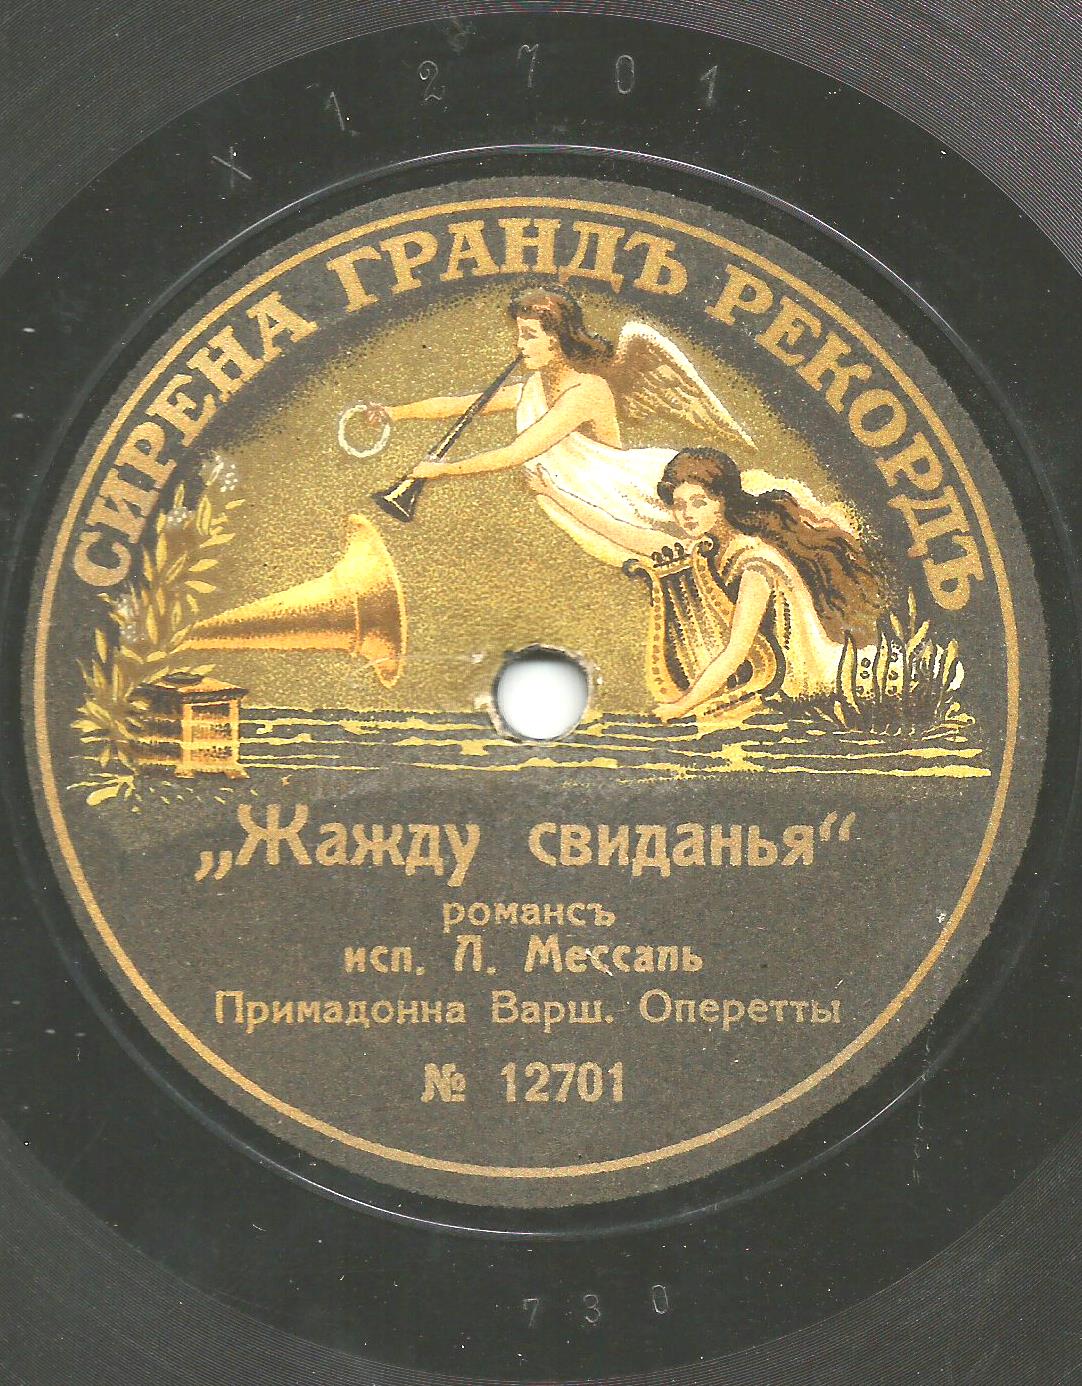 x 12701
СИРЕНА ГРАНДЪ РЕКОРДЪ
„Жажду свиданья“
романсъ
исп. Л. Мессаль
Примадонна Варш. Оперетты
№ 12701
730